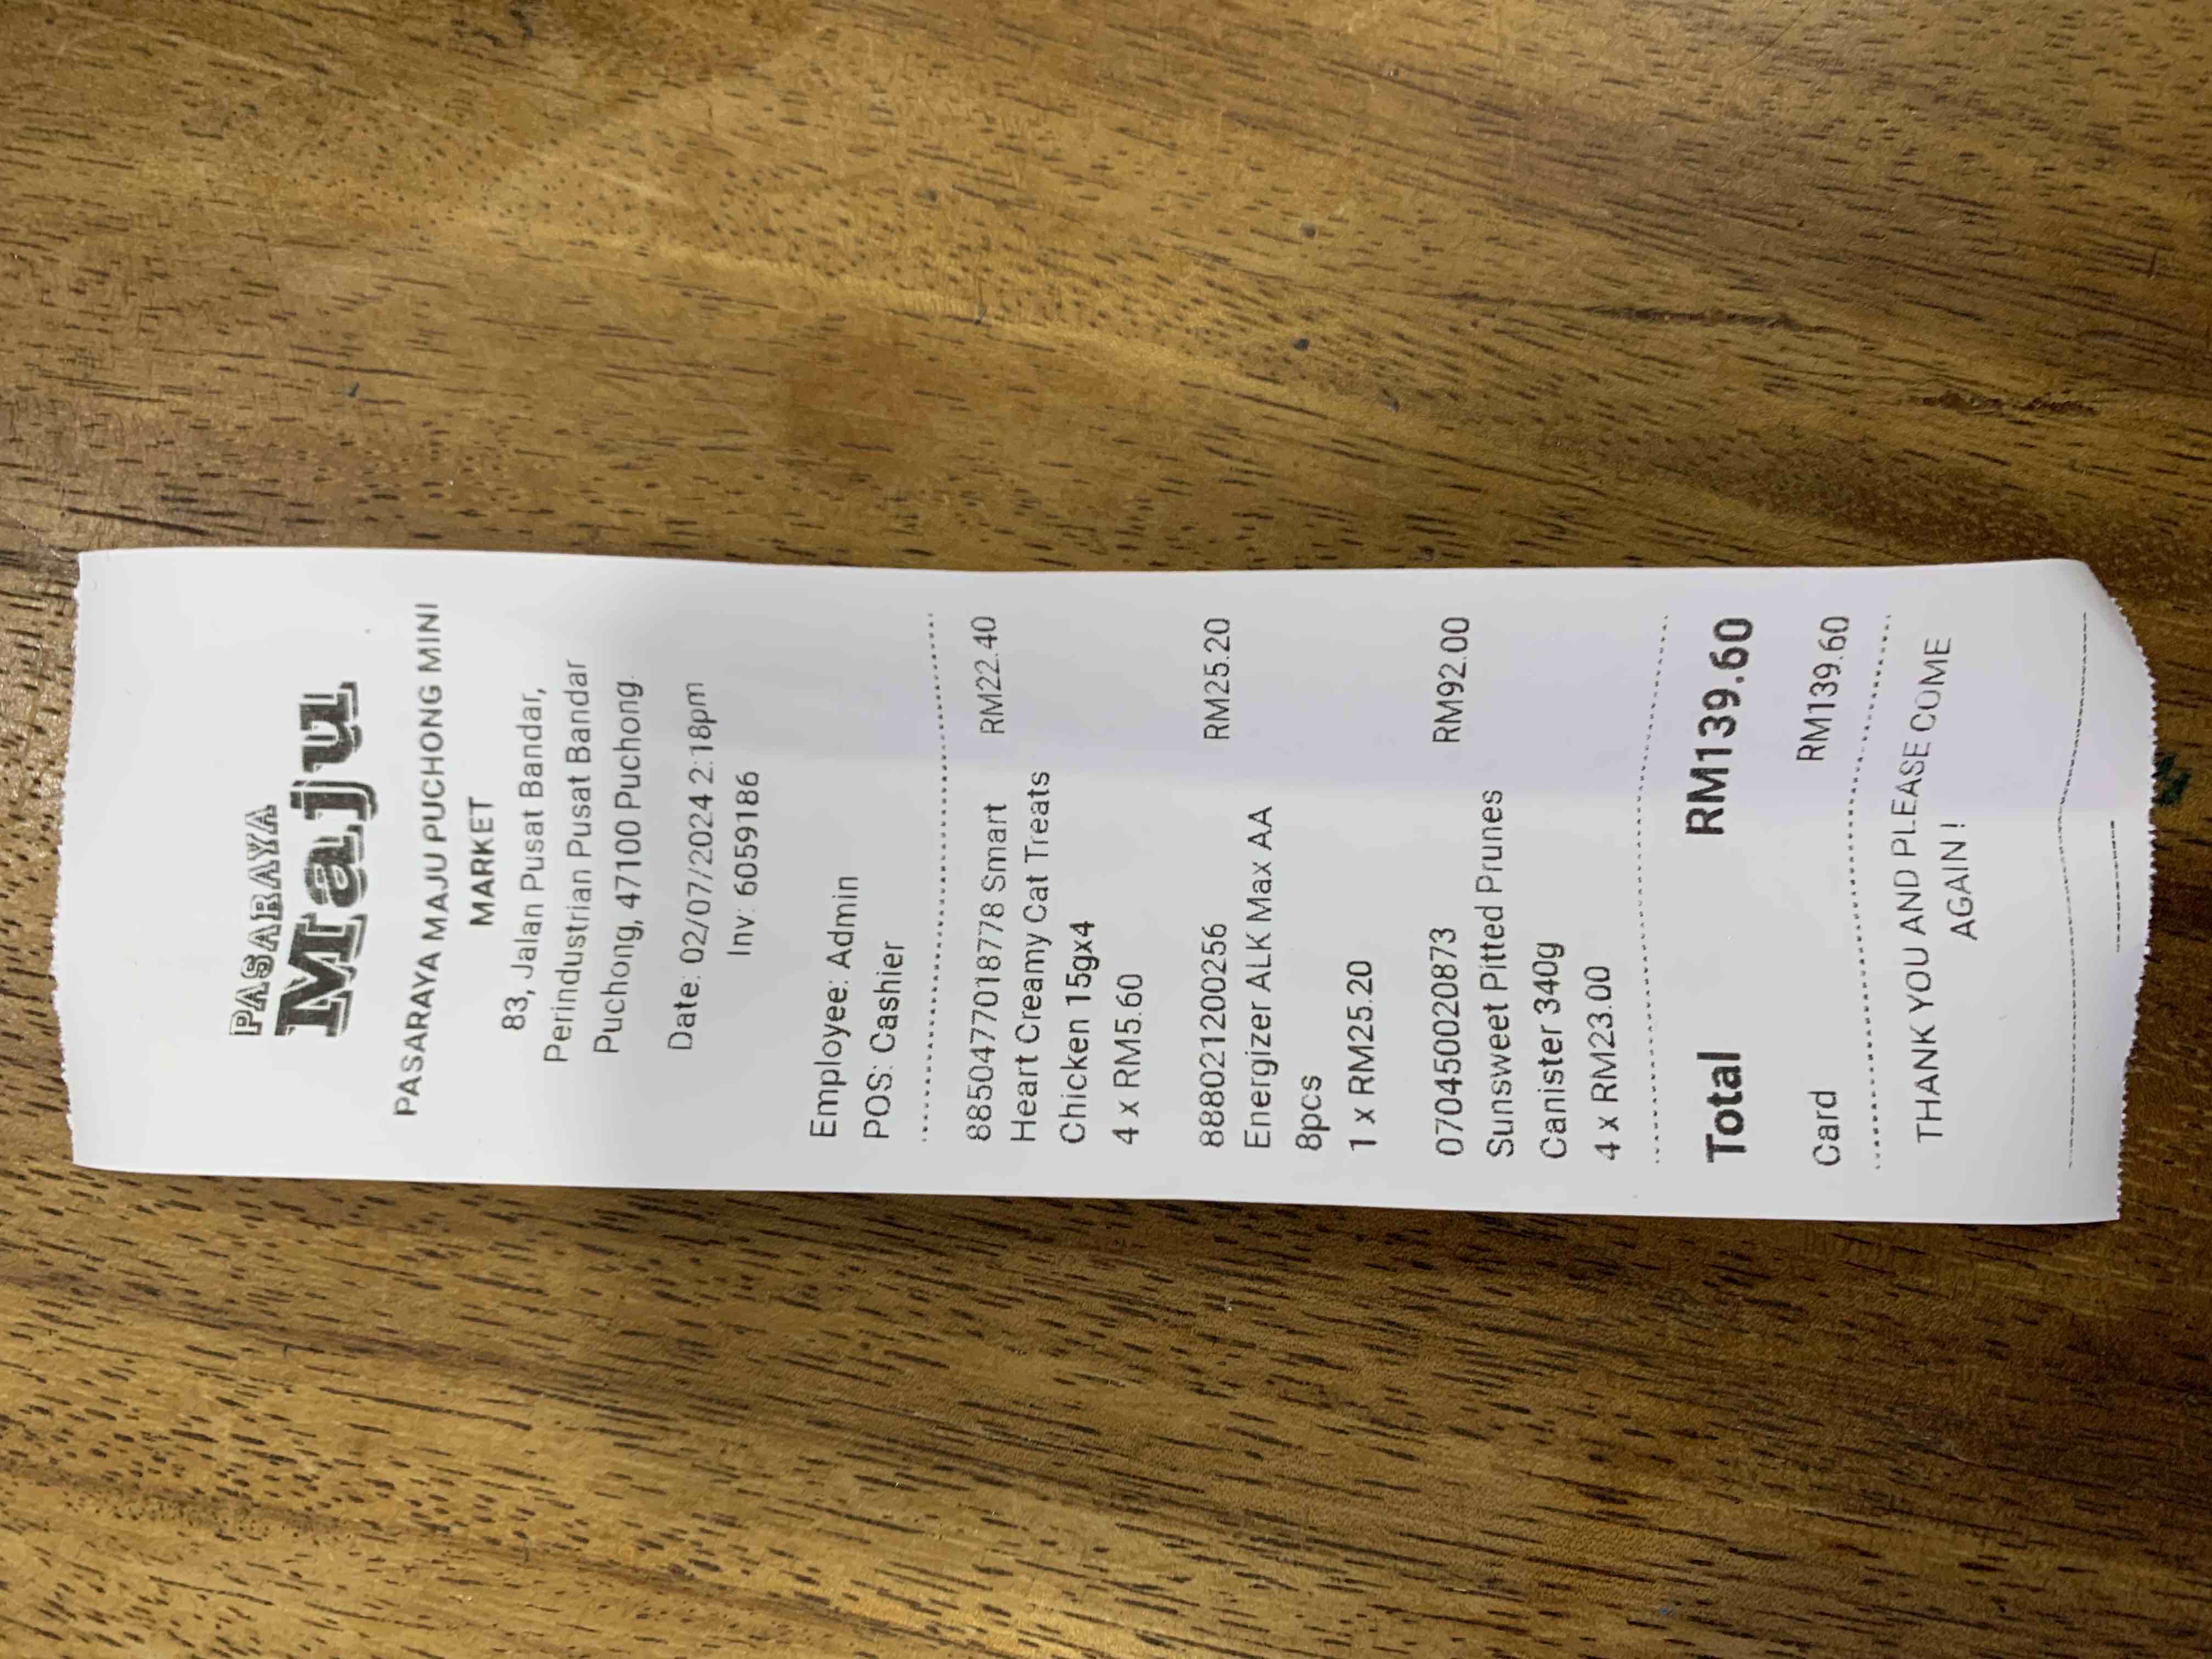 PASARAYA
Maju
PASARAYA MAJU PUCHONG MINI
MARKET
83, Jalan Pusat Bandar,
Perindustrian Pusat Bandar
Puchong, 47100 Puchong.
Date: 02/07/2024 2:18pm
Inv: 6059186
Employee: Admin
POS: Cashier
8850477018778 Smart RM22.40
Heart Creamy Cat Treats
Chicken 15gx4
4 x RM5.60
8888021200256 RM25.20
Energizer ALK Max AA
8pcs
1 x RM25.20
070450020873 RM92.00
Sunsweet Pitted Prunes
Canister 340g
4 x RM23.00
Total RM139.60
Card RM139.60
THANK YOU AND PLEASE COME
AGAIN!